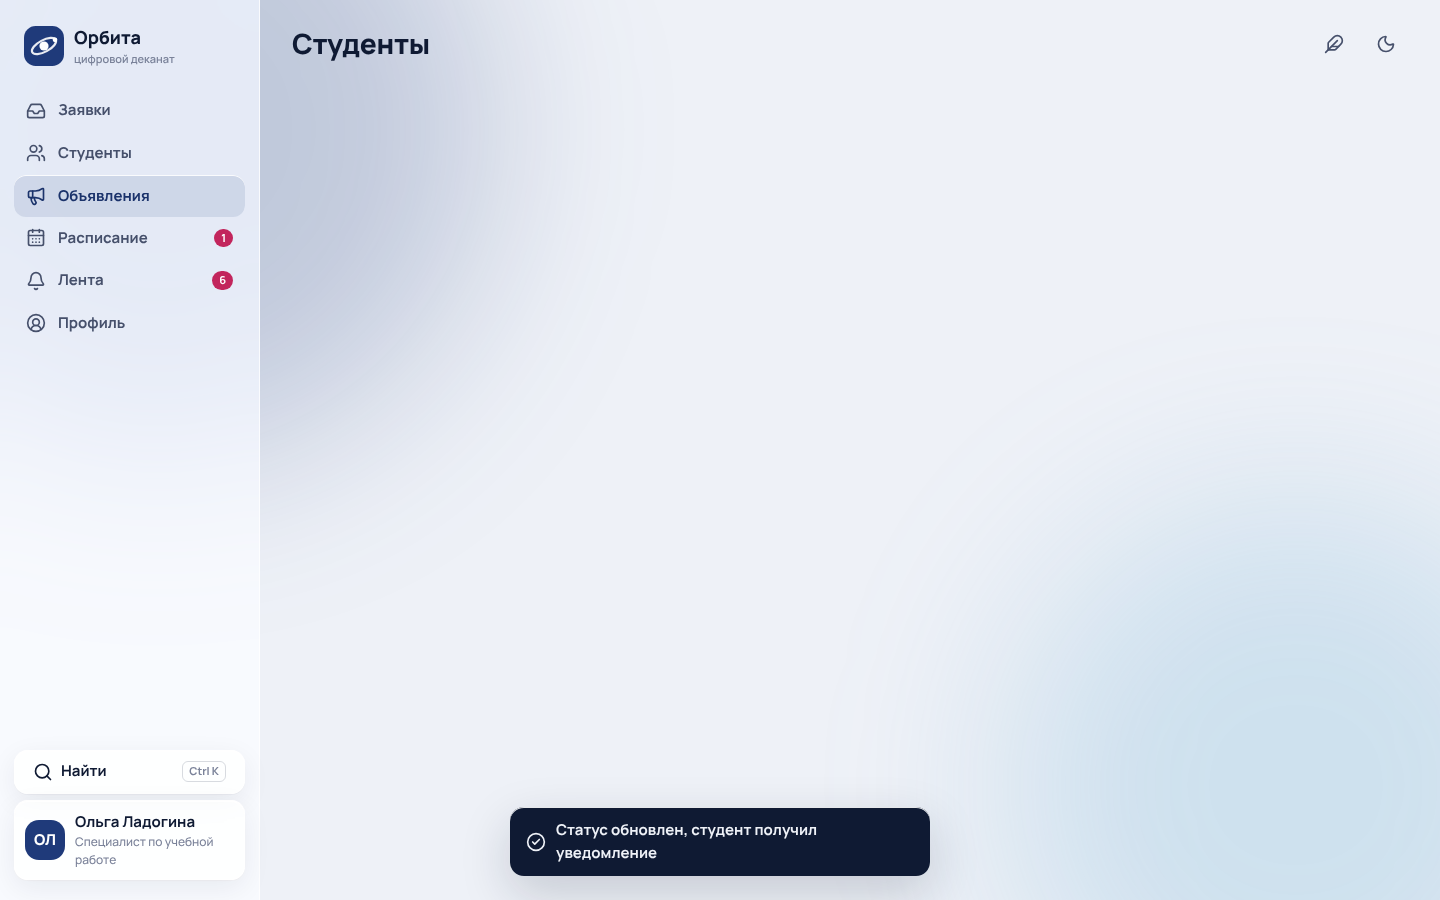 Орбита
цифровой деканат
Заявки
Студенты
Объявления
Расписание 1
Лента 6
Профиль
Найти Ctrl K
ОЛ
Ольга Ладогина
Специалист по учебной
работе
Студенты
Статус обновлен, студент получил
уведомление